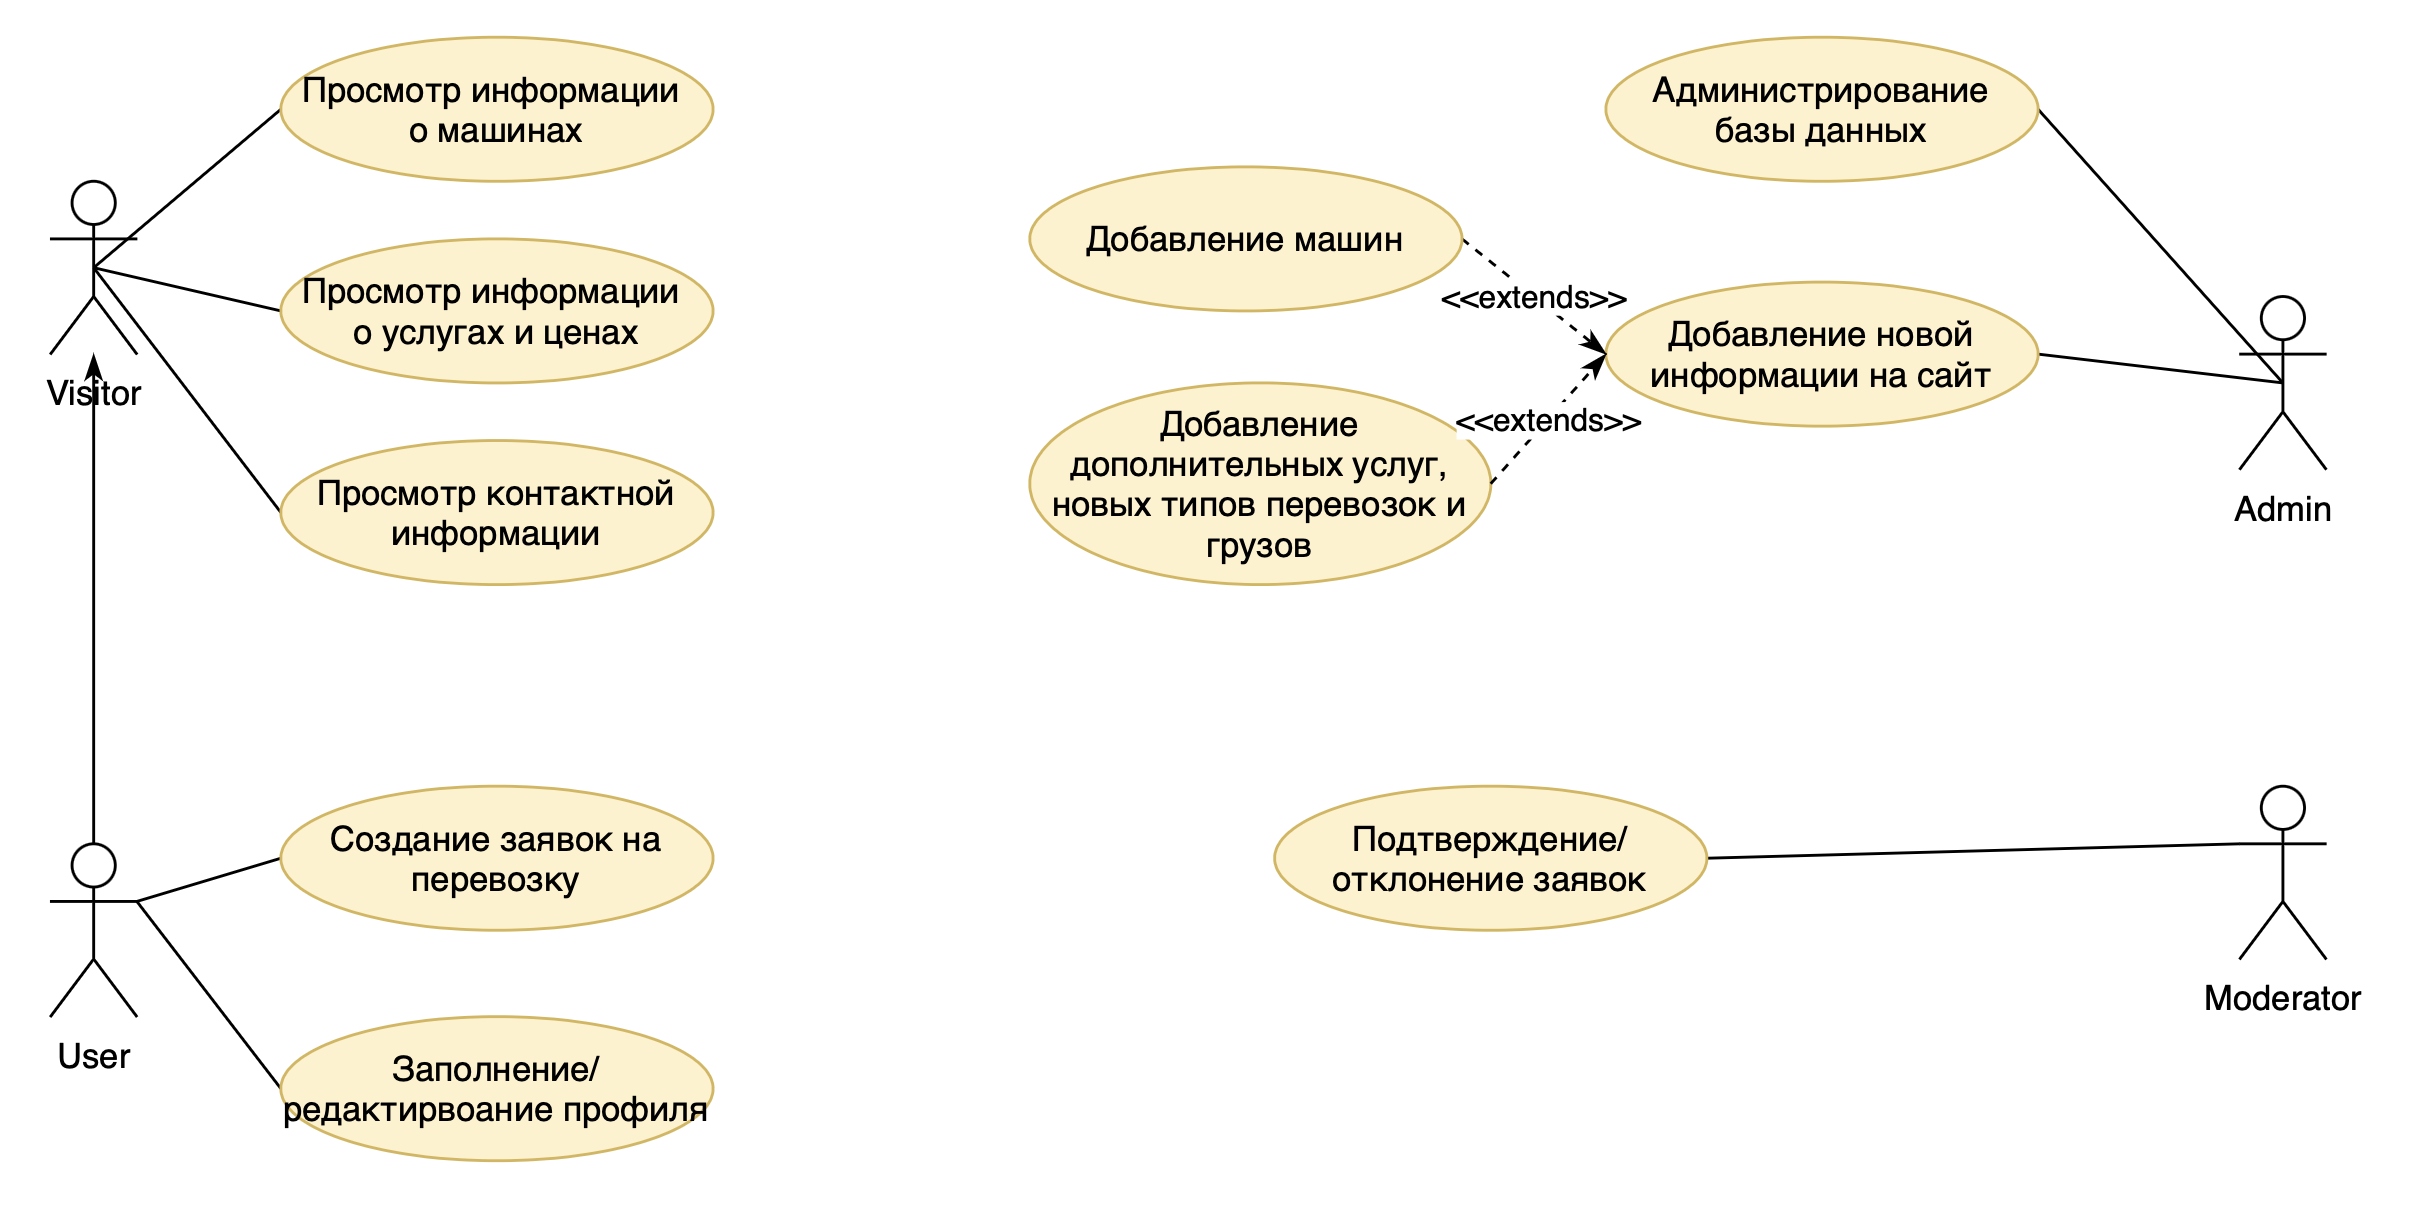 Просмотр информации
о машинах
Просмотр информации
о услугах и ценах
Visitor
Просмотр контактной
информации
Создание заявок на
перевозку
User
Заполнение/
редактирвоание профиля
Администрирование
базы данных
Добавление машин
<<extends>>
Добавление новой
информации на сайт
<<extends>>
Добавление
дополнительных услуг,
новых типов перевозок и
грузов
Admin
Подтверждение/
отклонение заявок
Moderator